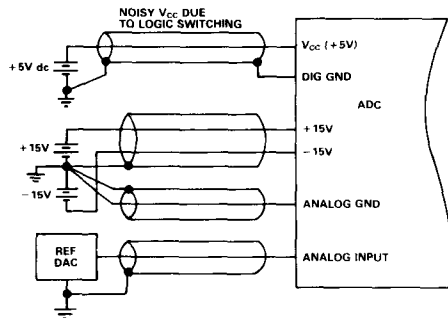 NOISY VCC DUE
TO LOGIC SWITCHING
VCC (+5V)
+5V dc
DIG GND
ADC
+15V
+15V
-15V
-15V
ANALOG GND
REF
DAC
ANALOG INPUT